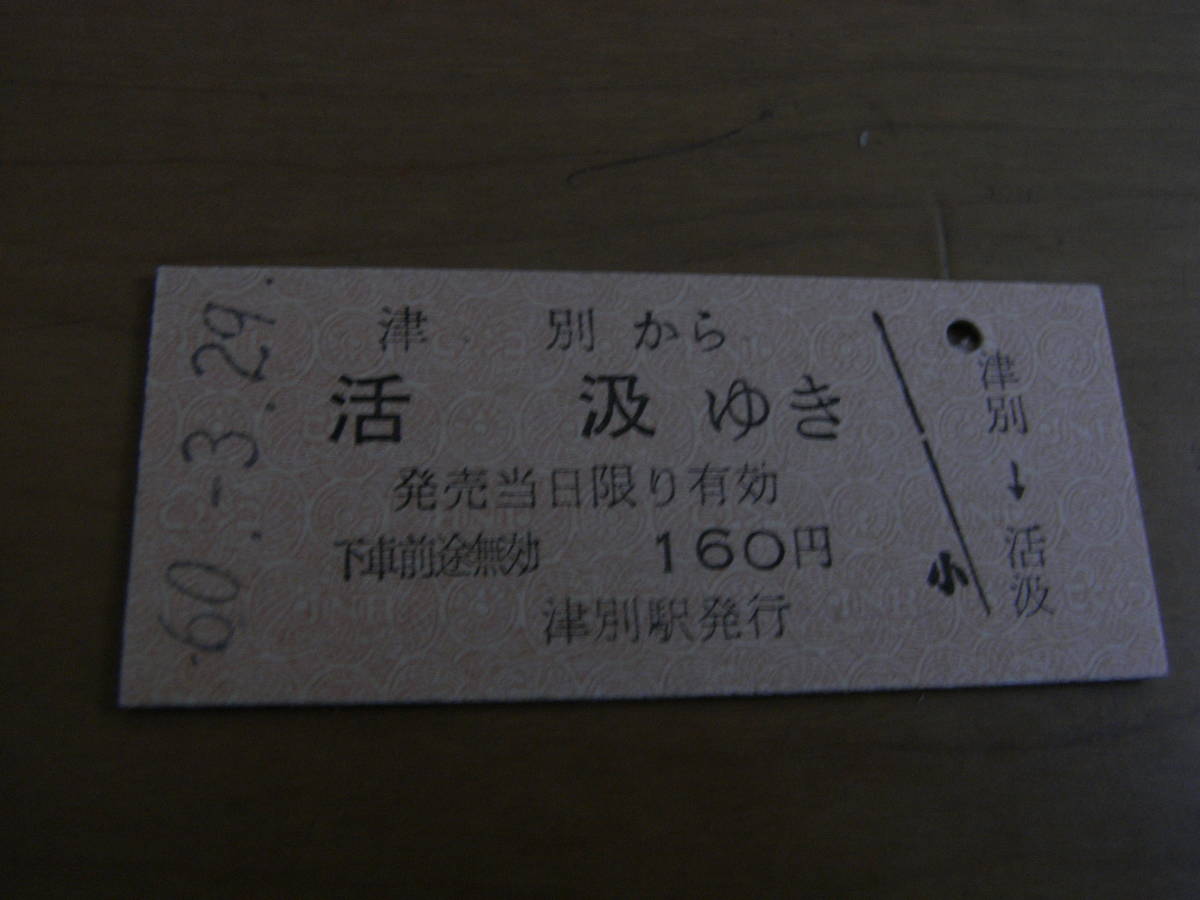 60.-3.29.
津別から
活汲ゆき
発売当日限り有効
下車前途無効 160円
津別駅発行
小
津別→活汲